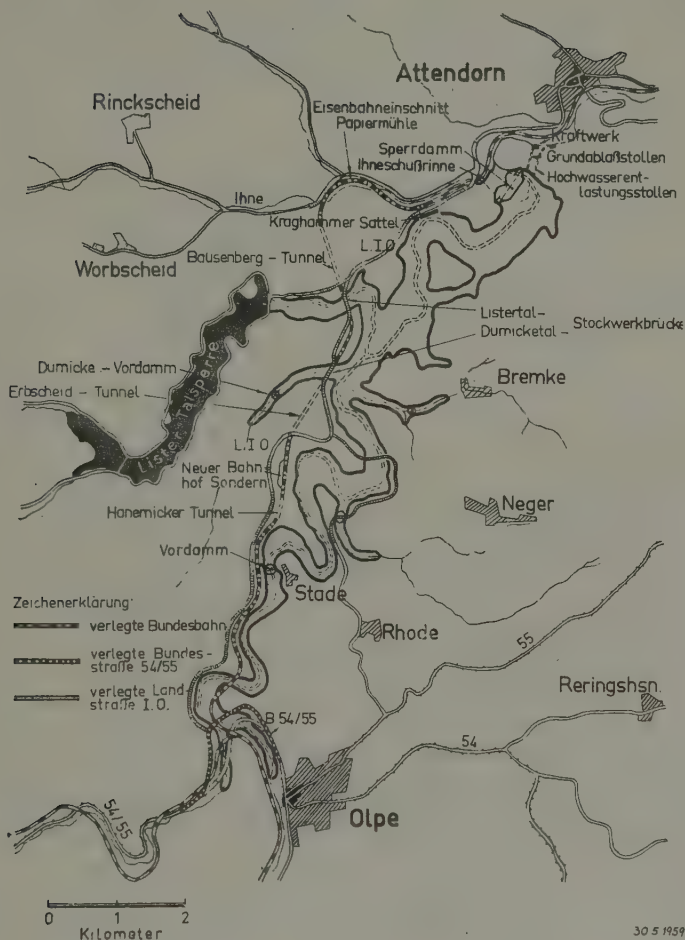 Attendorn
Rinckscheid
Eisenbahneinschnitt
Papiermühle
Sperrdamm
Ihneschußrinne
Kraftwerk
Grundablaßstollen
Hochwasserent-
lastungsstollen
Ihne
Kraghammer Sattel
L.I.O
Worbscheid
Bausenberg - Tunnel
Listertal-
Dumicketal- Stockwerkbrücke
Dumicke - Vordamm
Bremke
Erbscheid - Tunnel
Lister Talsperre
L.I O
Neuer Bahn
hof Sondern
Neger
Hanemicker Tunnel
Vordamm
Stade
Zeichenerklärung:
verlegte Bundesbahn
Rhode
55
verlegte Bundes-
straße 54/55
Reringshsn.
verlegte Land-
straße I.O.
B 54/55
54
54/55
Olpe
0 1 2
Kilometer
30 5 1959